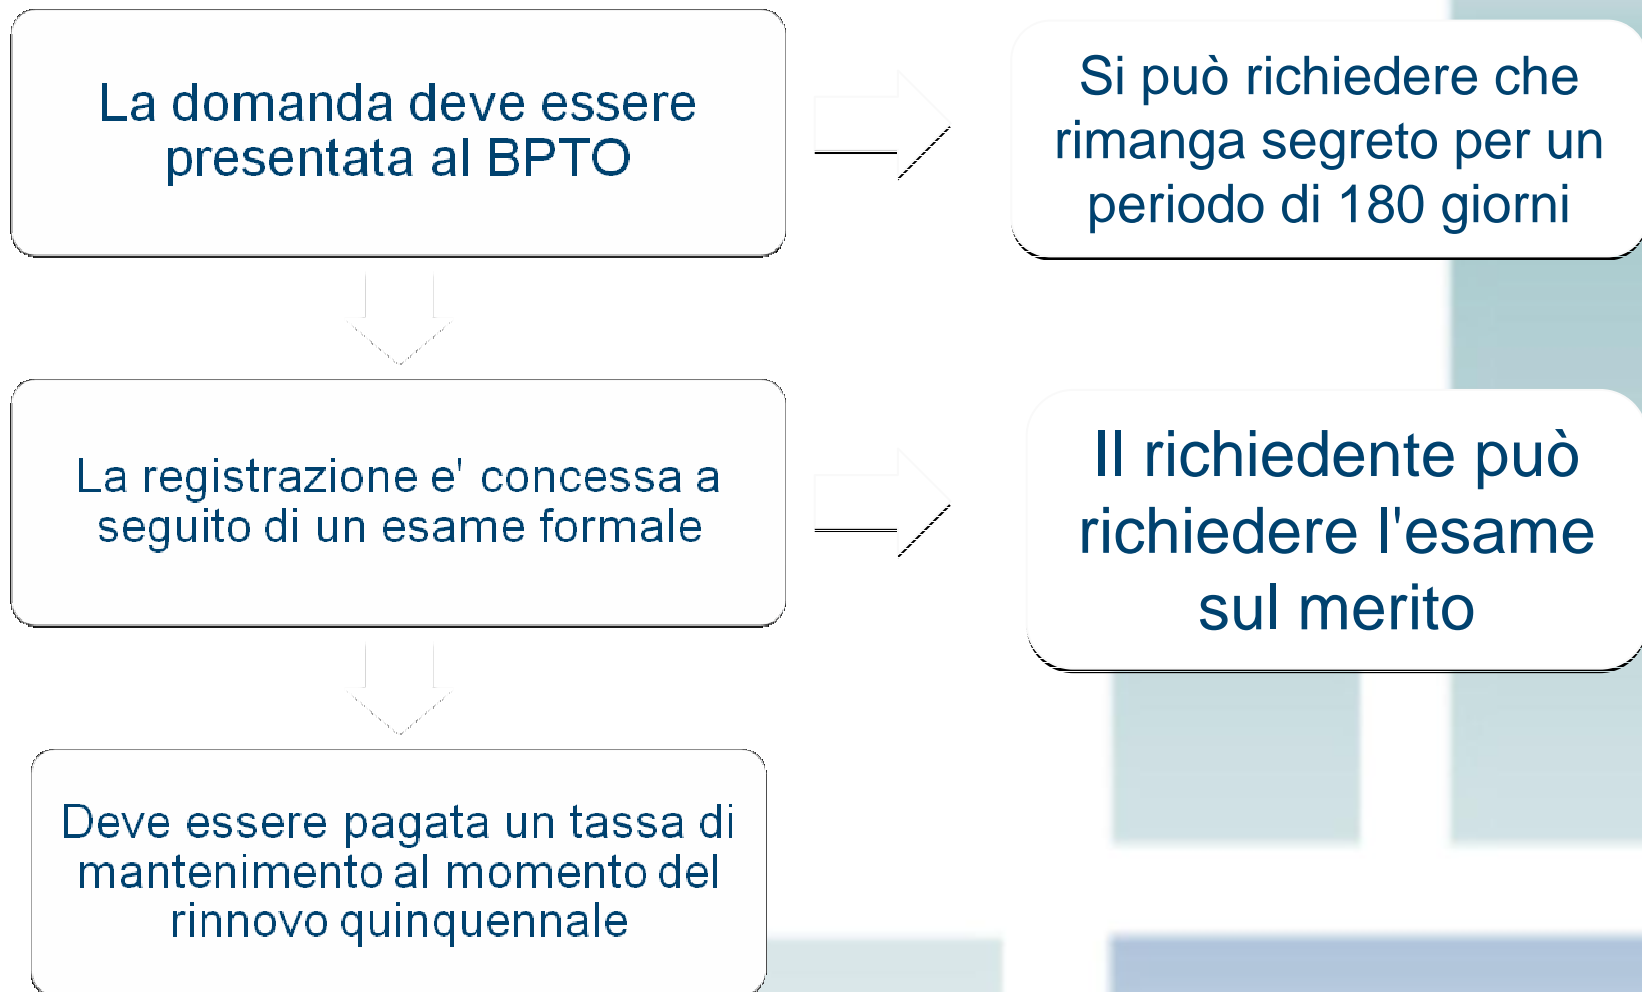 La domanda deve essere
presentata al BPTO
Si può richiedere che
rimanga segreto per un
periodo di 180 giorni
La registrazione e' concessa a
seguito di un esame formale
Il richiedente può
richiedere l'esame
sul merito
Deve essere pagata un tassa di
mantenimento al momento del
rinnovo quinquennale